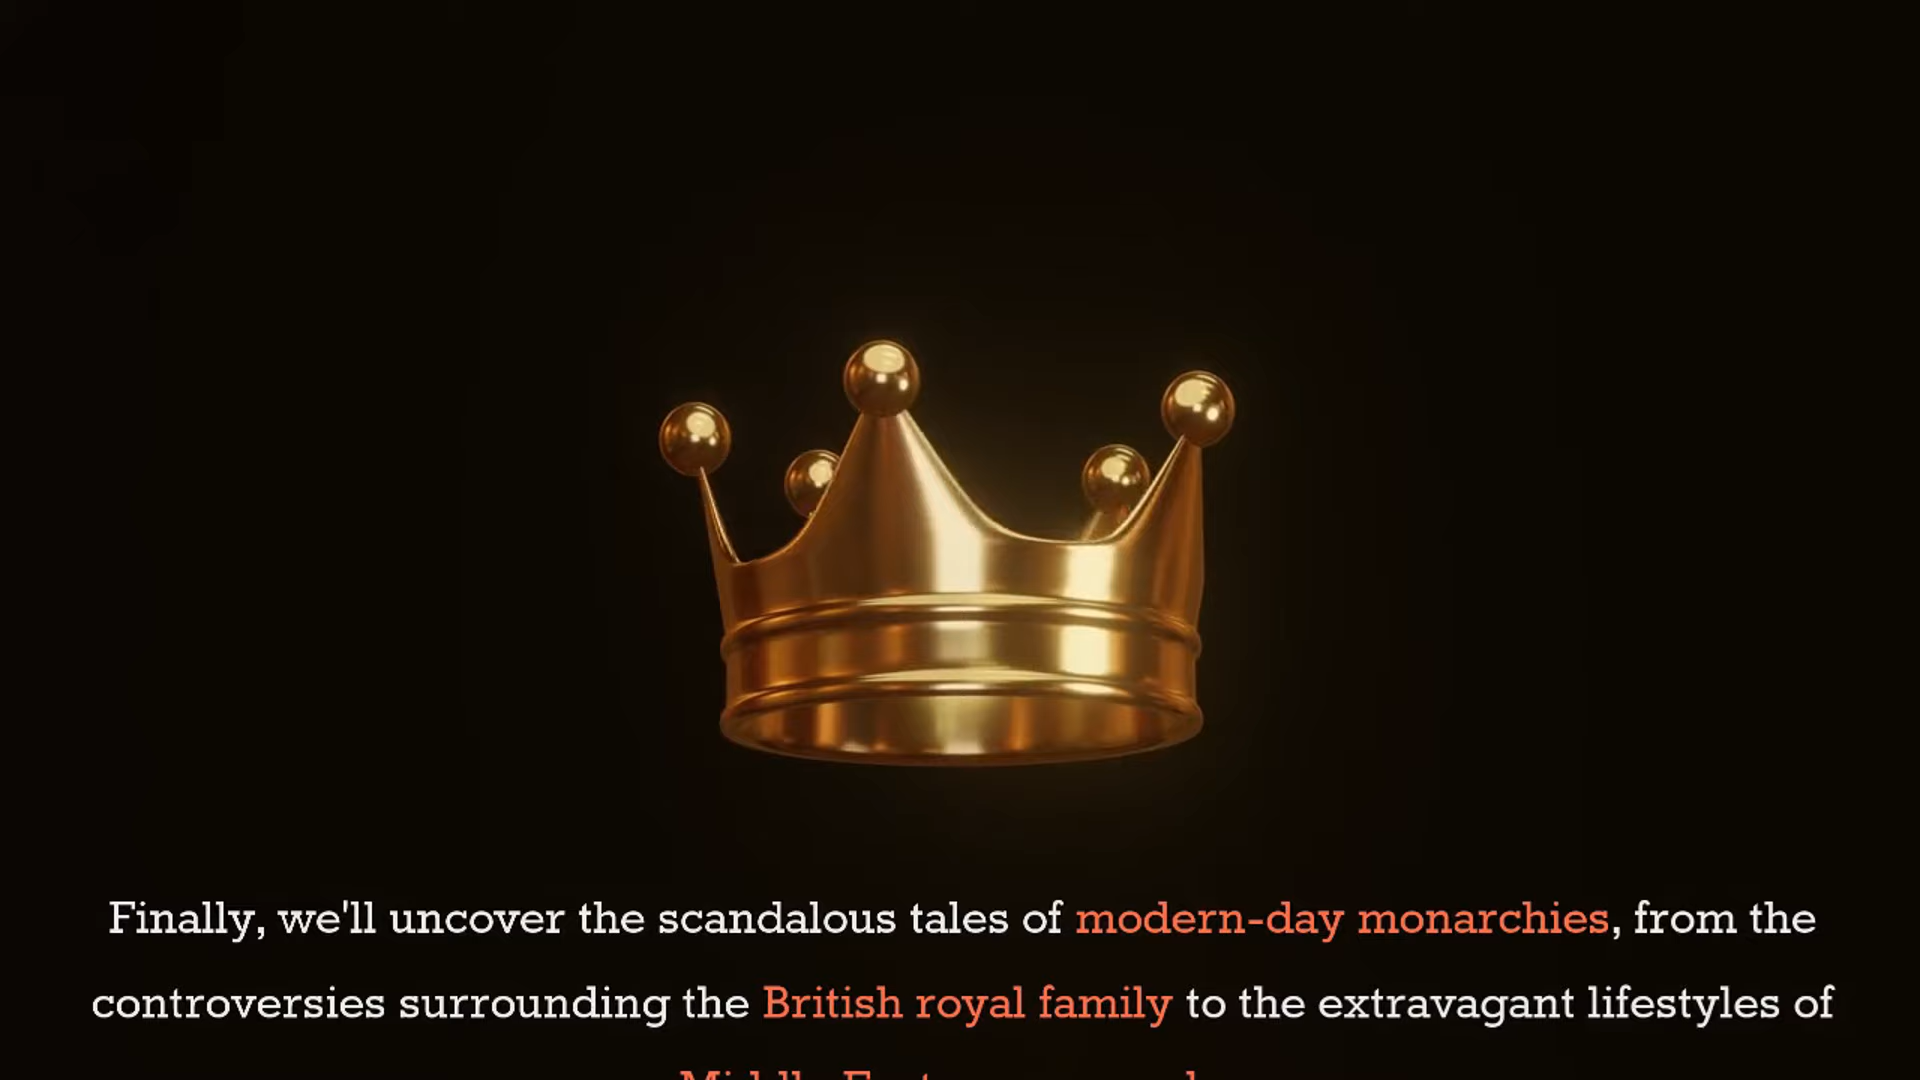 Finally, we'll uncover the scandalous tales of modern-day monarchies, from the
controversies surrounding the British royal family to the extravagant lifestyles of